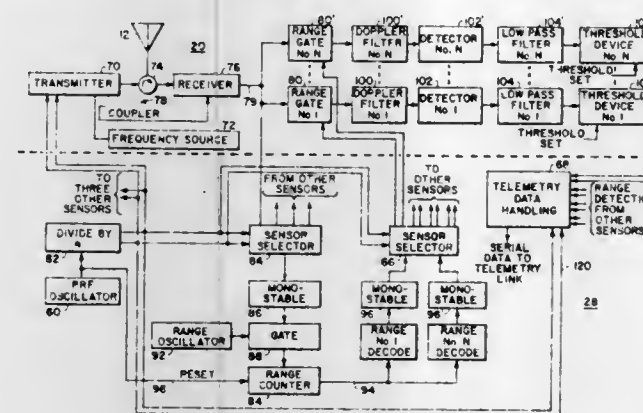 12
20
70
TRANSMITTER
74
76
RECEIVER
79
78
COUPLER
72
FREQUENCY SOURCE
80'
RANGE GATE No. N
100'
DOPPLER FILTER No. N
102'
DETECTOR No. N
104'
LOW PASS FILTER No. N
THRESHOLD DEVICE No. N
THRESHOLD SET
80
RANGE GATE No. 1
100
DOPPLER FILTER No. 1
102
DETECTOR No. 1
104
LOW PASS FILTER No. 1
THRESHOLD DEVICE No. 1
THRESHOLD SET
TO THREE OTHER SENSORS
FROM OTHER SENSORS
TO OTHER SENSORS
68
TELEMETRY DATA HANDLING
RANGE DETECTION FROM OTHER SENSORS
SERIAL DATA TO TELEMETRY LINK
120
28
DIVIDE BY 4
62
PRF OSCILLATOR
60
SENSOR SELECTOR
84
SENSOR SELECTOR
66
MONO-STABLE
86
MONO-STABLE
96
MONO-STABLE
96
RANGE OSCILLATOR
92
GATE
88
RANGE No. 1 DECODE
RANGE No. N DECODE
RESET
98
RANGE COUNTER
84
94